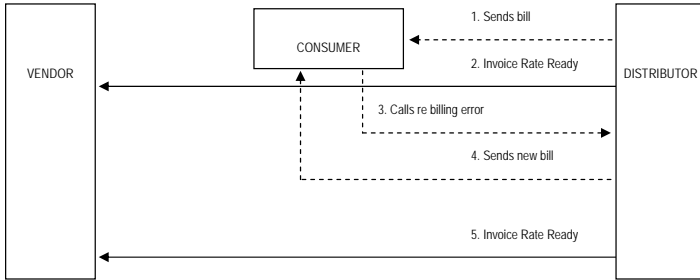 1. Sends bill
CONSUMER
2. Invoice Rate Ready
VENDOR
DISTRIBUTOR
3. Calls re billing error
4. Sends new bill
5. Invoice Rate Ready